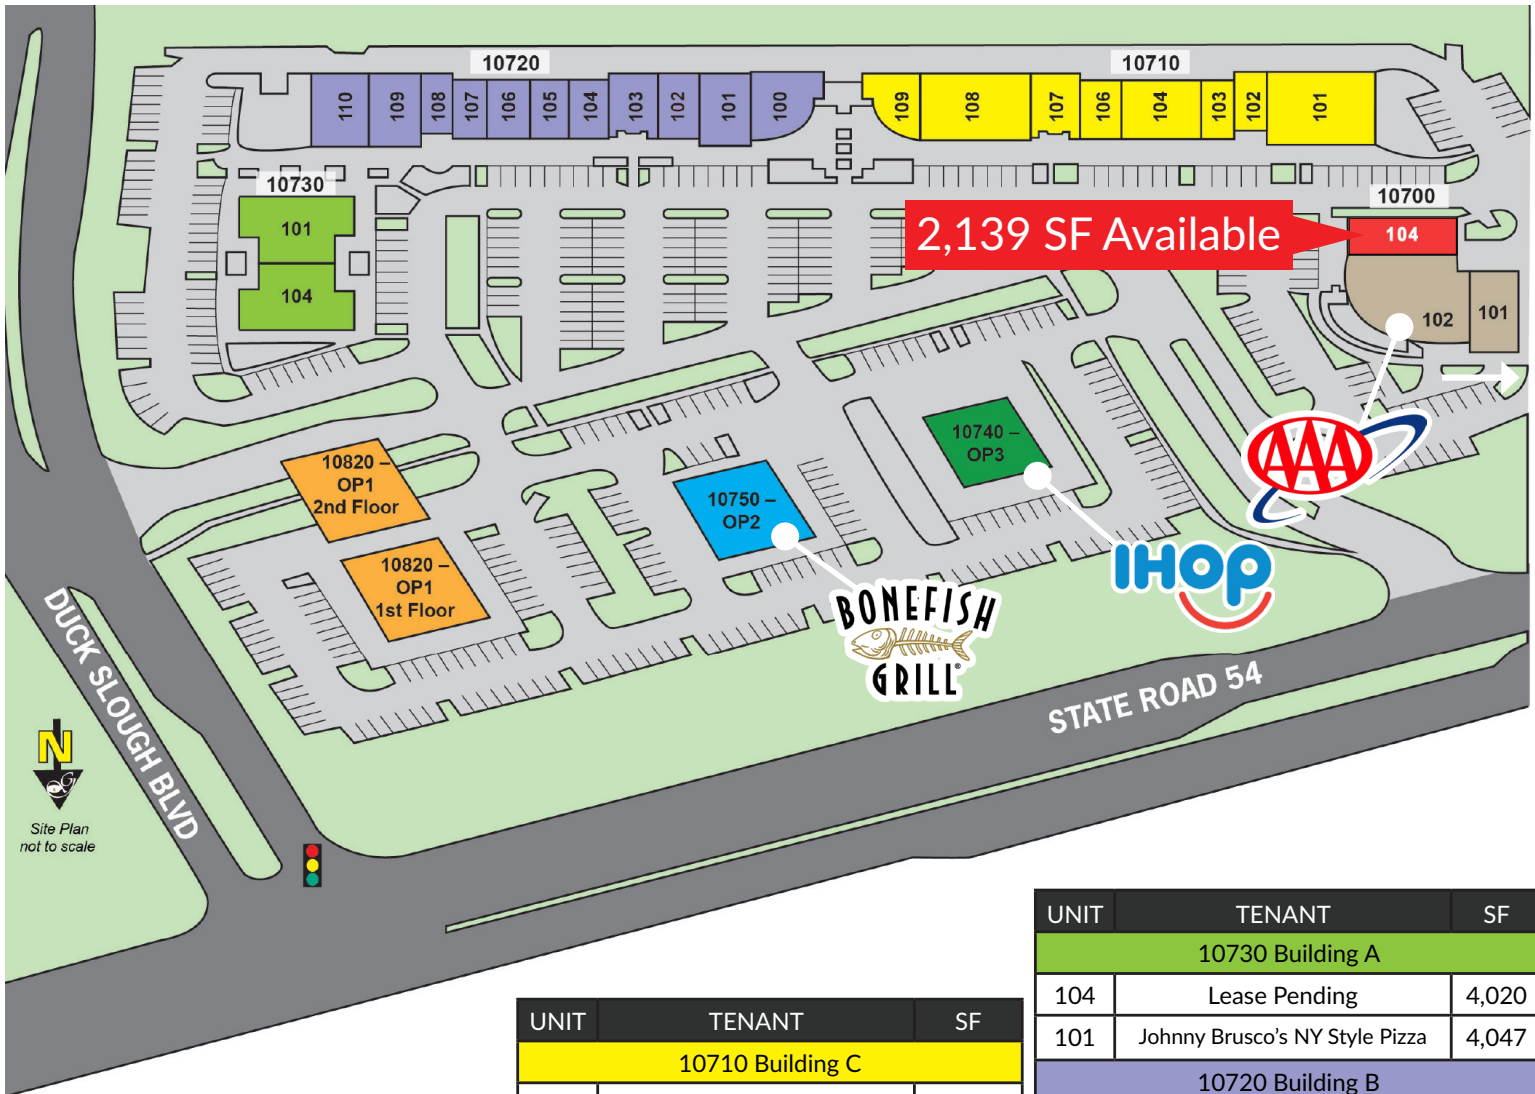 10720
10710
110
109
108
107
106
105
104
103
102
101
100
109
108
107
106
104
103
102
101
10730
101
104
10700
2,139 SF Available
104
102
101
AAA
10820 –
OP1
2nd Floor
10820 –
OP1
1st Floor
10750 –
OP2
10740 –
OP3
IHOP
BONEFISH
GRILL®
DUCK SLOUGH BLVD
STATE ROAD 54
N
Site Plan
not to scale
UNIT TENANT SF
10710 Building C
UNIT TENANT SF
10730 Building A
104 Lease Pending 4,020
101 Johnny Brusco's NY Style Pizza 4,047
10720 Building B